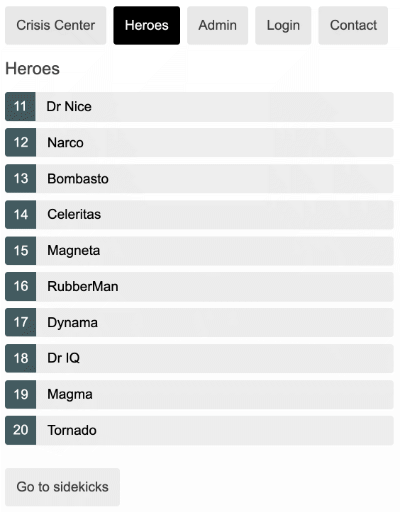 Crisis Center Heroes Admin Login Contact
Heroes
11 Dr Nice
12 Narco
13 Bombasto
14 Celeritas
15 Magneta
16 RubberMan
17 Dynama
18 Dr IQ
19 Magma
20 Tornado
Go to sidekicks